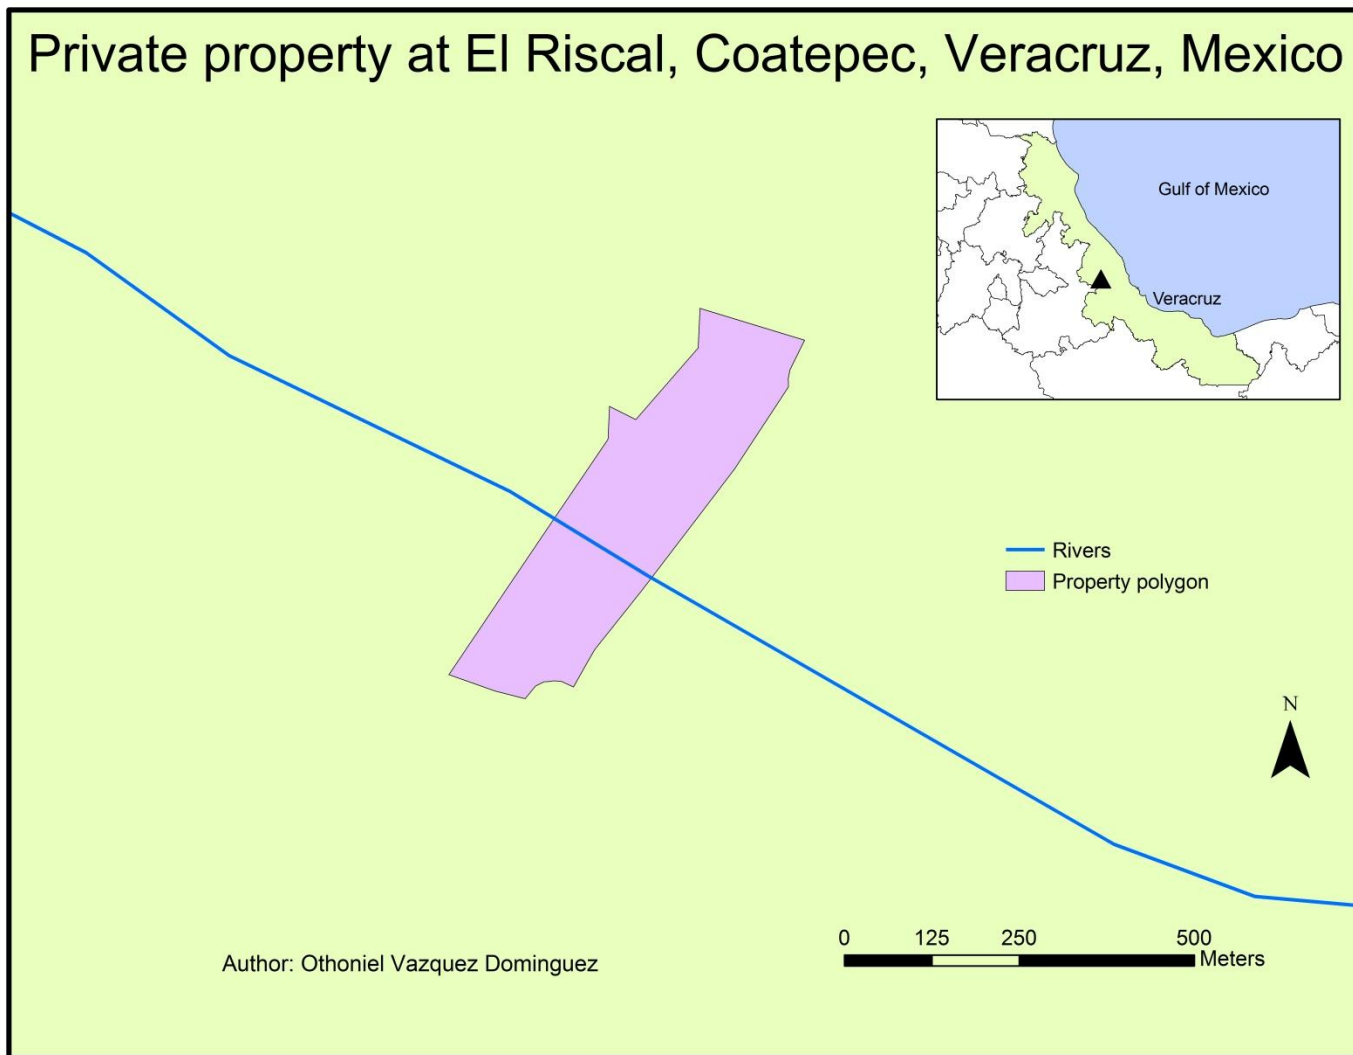 Private property at El Riscal, Coatepec, Veracruz, Mexico
Gulf of Mexico
Veracruz
Rivers
Property polygon
N
0 125 250 500
Meters
Author: Othoniel Vazquez Dominguez